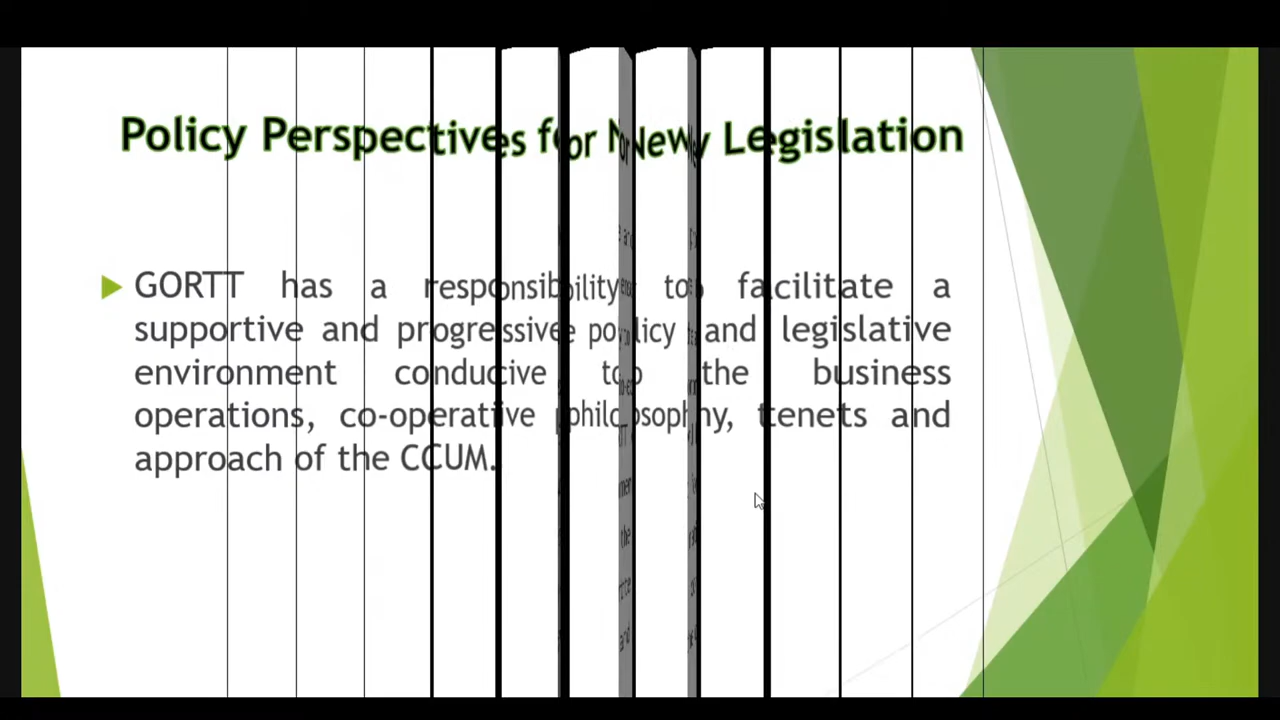 Policy Perspectives for New Legislation
GORTT has a responsibility to facilitate a
supportive and progressive policy and legislative
environment conducive to the business
operations, co-operative philosophy, tenets and
approach of the CCUM.